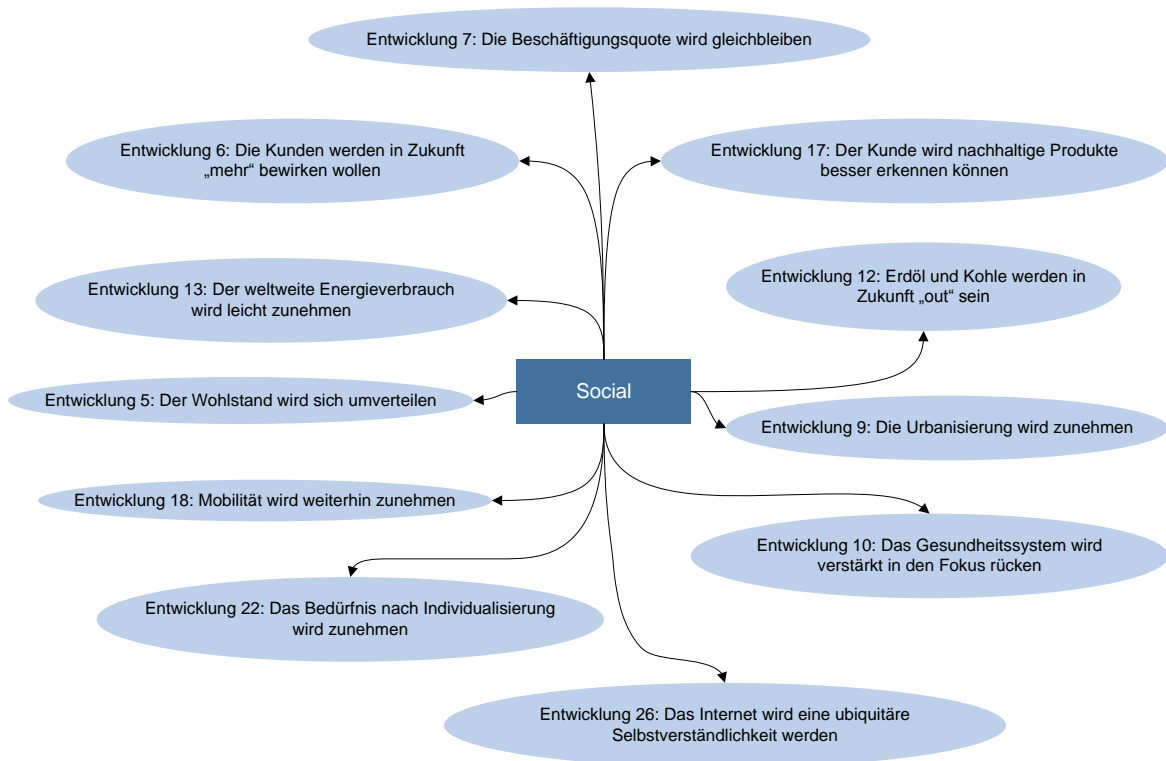 Entwicklung 7: Die Beschäftigungsquote wird gleichbleiben
Entwicklung 6: Die Kunden werden in Zukunft
„mehr“ bewirken wollen
Entwicklung 17: Der Kunde wird nachhaltige Produkte
besser erkennen können
Entwicklung 13: Der weltweite Energieverbrauch
wird leicht zunehmen
Entwicklung 12: Erdöl und Kohle werden in
Zukunft „out“ sein
Social
Entwicklung 5: Der Wohlstand wird sich umverteilen
Entwicklung 9: Die Urbanisierung wird zunehmen
Entwicklung 18: Mobilität wird weiterhin zunehmen
Entwicklung 10: Das Gesundheitssystem wird
verstärkt in den Fokus rücken
Entwicklung 22: Das Bedürfnis nach Individualisierung
wird zunehmen
Entwicklung 26: Das Internet wird eine ubiquitäre
Selbstverständlichkeit werden